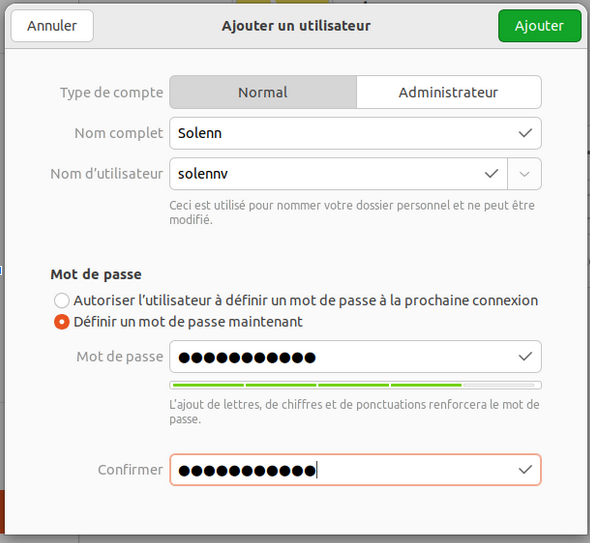 Annuler Ajouter un utilisateur Ajouter
Type de compte Normal Administrateur
Nom complet Solenn
Nom d’utilisateur solennv
Ceci est utilisé pour nommer votre dossier personnel et ne peut être
modifié.
Mot de passe
Autoriser l’utilisateur à définir un mot de passe à la prochaine connexion
Définir un mot de passe maintenant
Mot de passe ●●●●●●●●●●●
L’ajout de lettres, de chiffres et de ponctuations renforcera le mot de
passe.
Confirmer ●●●●●●●●●●●